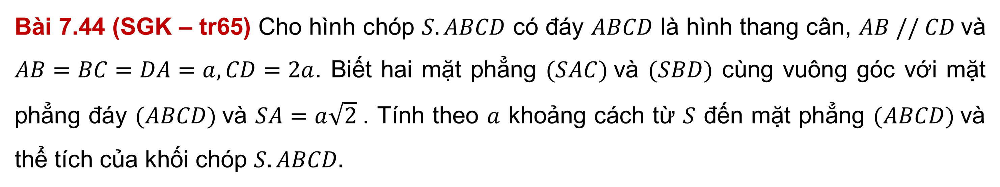 Bài 7.44 (SGK – tr65) Cho hình chóp 𝑆. 𝐴𝐵𝐶𝐷 có đáy 𝐴𝐵𝐶𝐷 là hình thang cân, 𝐴𝐵 // 𝐶𝐷 và
𝐴𝐵 = 𝐵𝐶 = 𝐷𝐴 = 𝑎, 𝐶𝐷 = 2𝑎. Biết hai mặt phẳng (𝑆𝐴𝐶) và (𝑆𝐵𝐷) cùng vuông góc với mặt
phẳng đáy (𝐴𝐵𝐶𝐷) và 𝑆𝐴 = 𝑎√2 . Tính theo 𝑎 khoảng cách từ 𝑆 đến mặt phẳng (𝐴𝐵𝐶𝐷) và
thể tích của khối chóp 𝑆. 𝐴𝐵𝐶𝐷.